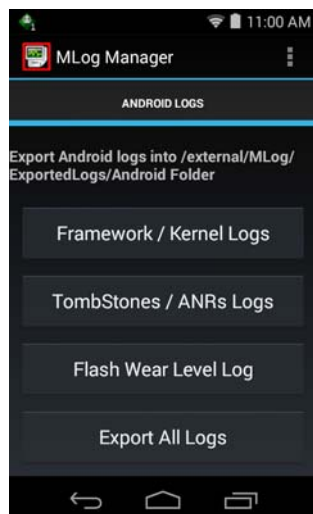 11:00 AM
MLog Manager
ANDROID LOGS
Export Android logs into /external/MLog/
ExportedLogs/Android Folder
Framework / Kernel Logs
TombStones / ANRs Logs
Flash Wear Level Log
Export All Logs